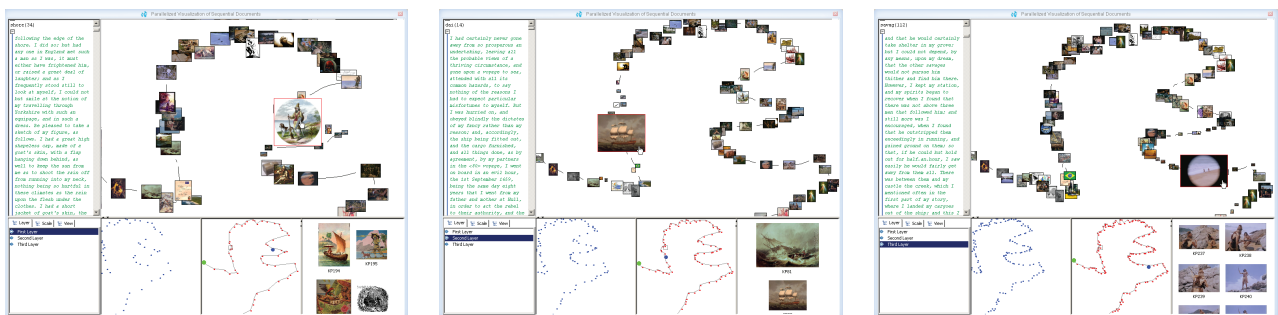 Parallelized Visualization of Sequential Documents
shore(74)
following the edge of the
shore. I did so; but had
any one in England met such
a man as I was, it must
either have frightened him,
or raised a great deal of
laughter; and as I
frequently stood still to
look at myself, I could not
but smile at the notion of
my travelling through
Yorkshire with such an
equipage, and in such a
dress. Be pleased to take a
sketch of my figure, as
follows. I had a great high
shapeless cap, made of a
goat's skin, with a flap
hanging down behind, as
well to keep the sun from
me as to shoot the rain off
from running into my neck,
nothing being so hurtful in
these climates as the rain
upon the flesh under the
clothes. I had a short
jacket of goat's skin, the
Layer Scale View
First Layer
Second Layer
Third Layer
KP194
KP195
Parallelized Visualization of Sequential Documents
day(14)
I had certainly never gone
away from so prosperous an
undertaking, leaving all
the probable views of a
thriving circumstance, and
gone upon a voyage to sea,
attended with all its
common hazards, to say
nothing of the reasons I
had to expect particular
misfortunes to myself. But
I was hurried on, and
obeyed blindly the dictates
of my fancy rather than my
reason; and, accordingly,
the ship being fitted out,
and the cargo furnished,
and all things done, as by
agreement, by my partners
in the voyage, I went
on board in an evil hour,
the 1st September 1659,
being the same day eight
years that I went from my
father and mother at Hull,
in order to act the rebel
to their authority, and the
Layer Scale View
First Layer
Second Layer
Third Layer
KP81
Parallelized Visualization of Sequential Documents
savag(112)
and that he would certainly
take shelter in my grove;
but I could not depend, by
any means, upon my dream,
that the other savages
would not pursue him
thither and find him there.
However, I kept my station,
and my spirits began to
recover when I found that
there was not above three
men that followed him; and
still more was I
encouraged, when I found
that he outstripped them
exceedingly in running, and
gained ground on them; so
that, if he could but hold
out for half-an-hour, I saw
easily he would fairly get
away from them all. There
was between them and my
castle the creek, which I
mentioned often in the
first part of my story,
where I landed my cargoes
out of the ship; and this I
Layer Scale View
First Layer
Second Layer
Third Layer
KP237
KP238
KP239
KP240